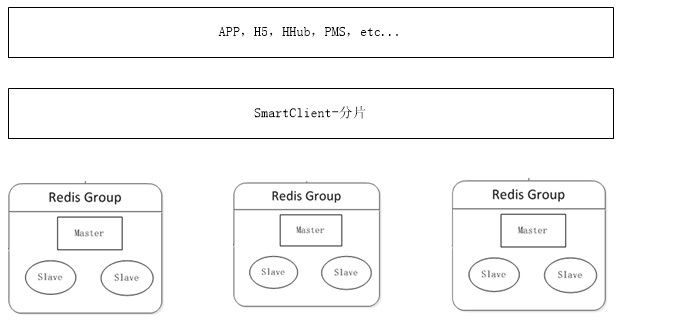 APP, H5, HHub, PMS, etc...
SmartClient-分片
Redis Group
Master
Slave
Slave
Redis Group
Master
Slave
Slave
Redis Group
Master
Slave
Slave